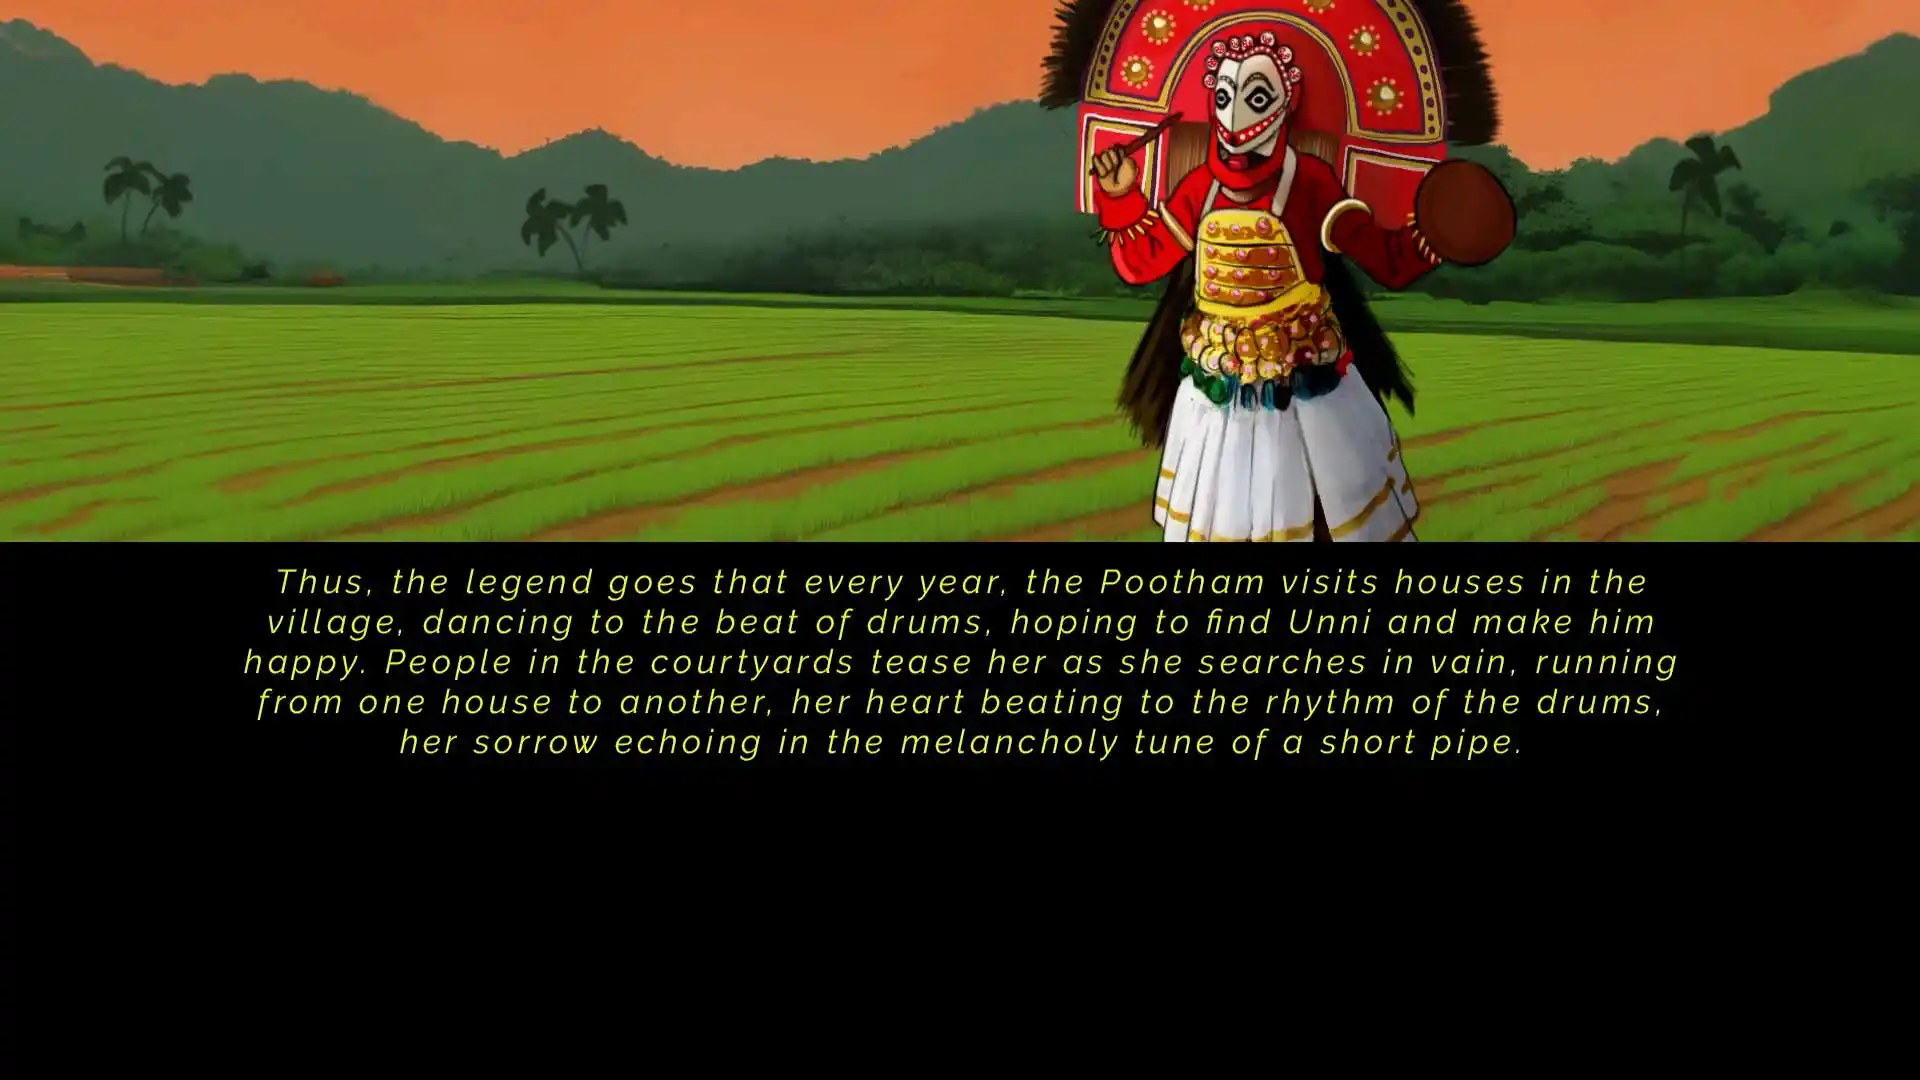 Thus, the legend goes that every year, the Pootham visits houses in the
village, dancing to the beat of drums, hoping to find Unni and make him
happy. People in the courtyards tease her as she searches in vain, running
from one house to another, her heart beating to the rhythm of the drums,
her sorrow echoing in the melancholy tune of a short pipe.